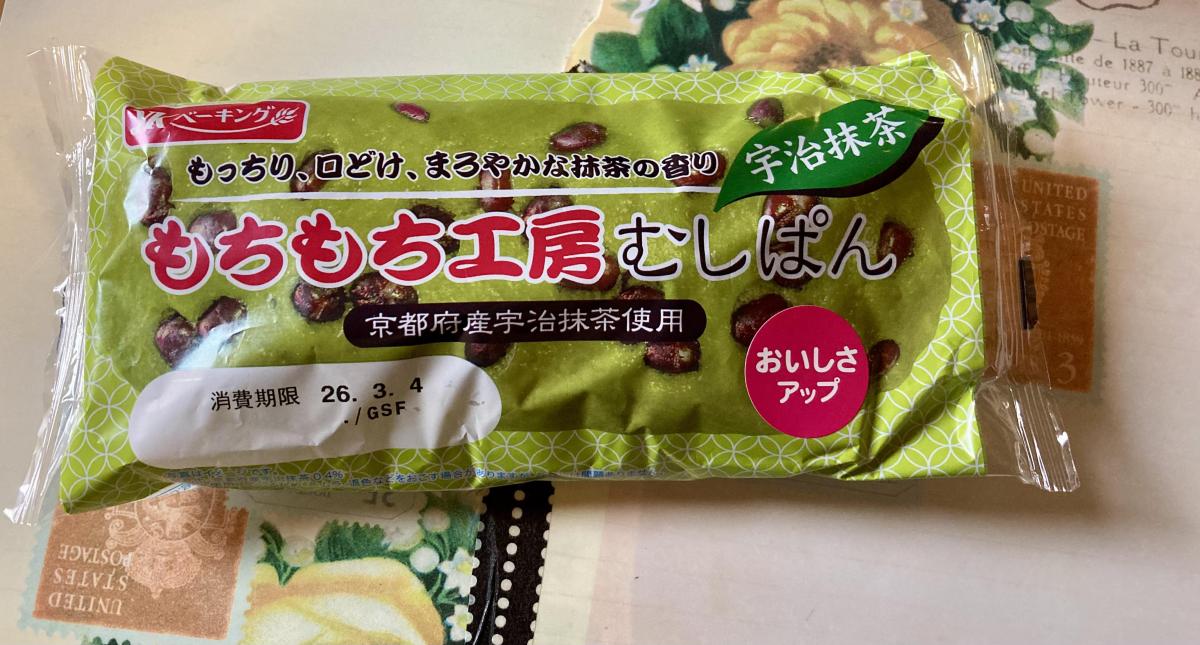 YK ベーキング
もっちり、口どけ、まろやかな抹茶の香り
宇治抹茶
もちもち工房むしぱん
京都府産宇治抹茶使用
おいしさ
アップ
消費期限 26. 3. 4
./GSF
La Tou
de 1887 à 188
300
UNITED
STATES
POSTAGE
3
UNITED
STATES
POSTAGE